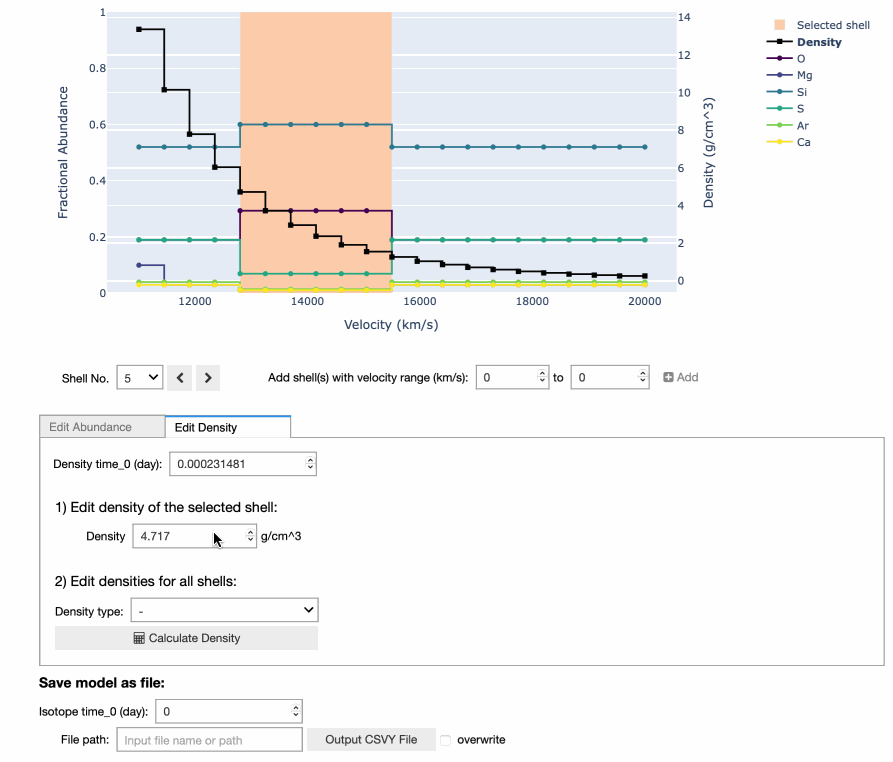 1
0.8
0.6
0.4
0.2
0
Fractional Abundance
14
12
10
8
6
4
2
0
Density (g/cm^3)
12000 14000 16000 18000 20000
Velocity (km/s)
Selected shell
Density
O
Mg
Si
S
Ar
Ca
Shell No. 5 Add shell(s) with velocity range (km/s): 0 to 0 Add
Edit Abundance Edit Density
Density time_0 (day): 0.000231481
1) Edit density of the selected shell:
Density 4.717 g/cm^3
2) Edit densities for all shells:
Density type: -
Calculate Density
Save model as file:
Isotope time_0 (day): 0
File path: Input file name or path Output CSVY File overwrite